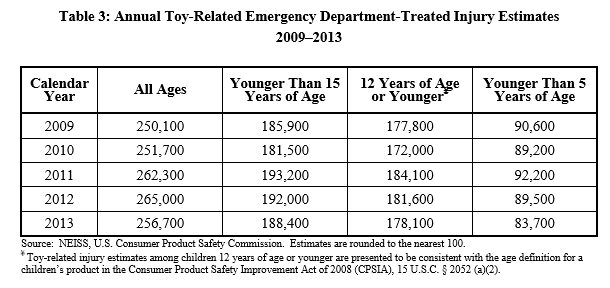 Table 3: Annual Toy-Related Emergency Department-Treated Injury Estimates
2009–2013
Calendar Year All Ages Younger Than 15 Years of Age 12 Years of Age or Younger¥ Younger Than 5 Years of Age
2009 250,100 185,900 177,800 90,600
2010 251,700 181,500 172,000 89,200
2011 262,300 193,200 184,100 92,200
2012 265,000 192,000 181,600 89,500
2013 256,700 188,400 178,100 83,700
Source: NEISS, U.S. Consumer Product Safety Commission. Estimates are rounded to the nearest 100.
¥ Toy-related injury estimates among children 12 years of age or younger are presented to be consistent with the age definition for a
children's product in the Consumer Product Safety Improvement Act of 2008 (CPSIA), 15 U.S.C. § 2052 (a)(2).